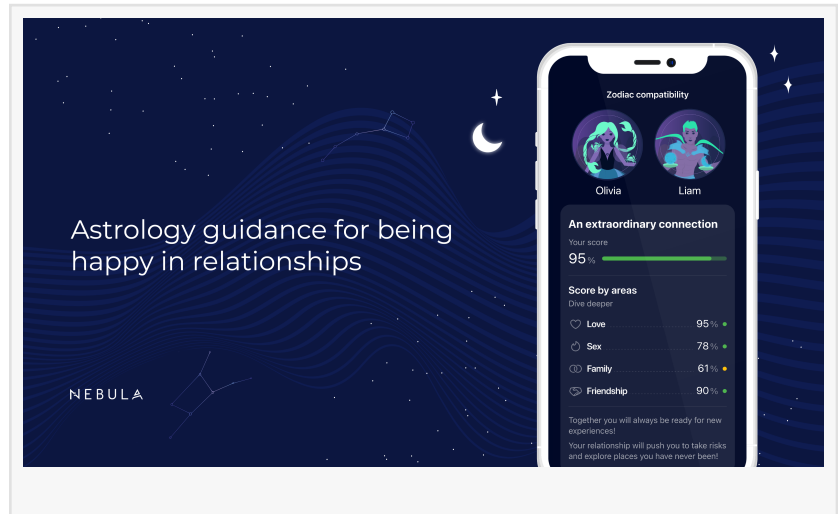 Astrology guidance for being
happy in relationships
NEBULA
Zodiac compatibility
Olivia
Liam
An extraordinary connection
Your score
95%
Score by areas
Dive deeper
Love 95%
Sex 78%
Family 61%
Friendship 90%
Together you will always be ready for new
experiences!
Your relationship will push you to take risks
and explore places you have never been!